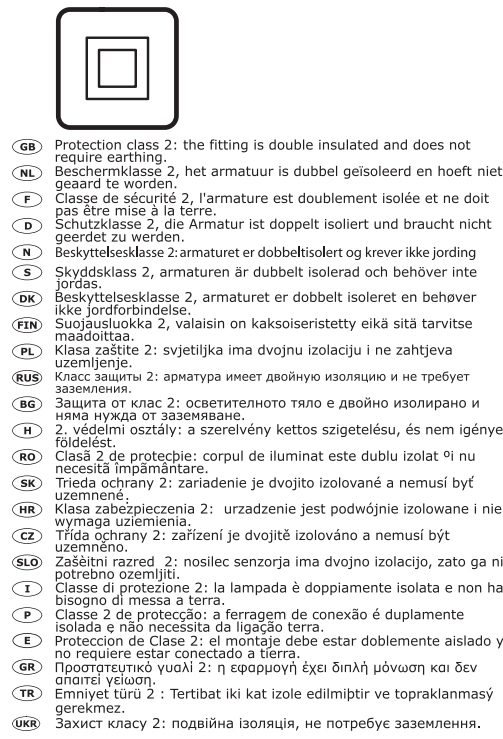 GB Protection class 2: the fitting is double insulated and does not
require earthing.
NL Beschermklasse 2, het armatuur is dubbel geïsoleerd en hoeft niet
geaard te worden.
F Classe de sécurité 2, l'armature est doublement isolée et ne doit
pas être mise à la terre.
D Schutzklasse 2, die Armatur ist doppelt isoliert und braucht nicht
geerdet zu werden.
N Beskyttelsesklasse 2: armaturet er dobbeltisolert og krever ikke jording
S Skyddsklass 2, armaturen är dubbelt isolerad och behöver inte
jordas.
DK Beskyttelsesklasse 2, armaturet er dobbelt isoleret en behøver
ikke jordforbindelse.
FIN Suojausluokka 2, valaisin on kaksoiseristetty eikä sitä tarvitse
maadoittaa.
PL Klasa zaštite 2: svjetiljka ima dvojnu izolaciju i ne zahtjeva
uzemljenje.
RUS Класс защиты 2: арматура имеет двойную изоляцию и не требует
заземления.
BG Защита от клас 2: осветителното тяло е двойно изолирано и
няма нужда от заземяване.
H 2. védelmi osztály: a szerelvény kettos szigetelésu, és nem igénye
földelést.
RO Clasã 2 de protecþie: corpul de iluminat este dublu izolat ºi nu
necesitã împãmântare.
SK Trieda ochrany 2: zariadenie je dvojito izolované a nemusí byť
uzemnené.
HR Klasa zabezpieczenia 2: urzadzenie jest podwójnie izolowane i nie
wymaga uziemienia.
CZ Třída ochrany 2: zařízení je dvojitě izolováno a nemusí být
uzemněno.
SLO Zašèitni razred 2: nosilec senzorja ima dvojno izolacijo, zato ga ni
potrebno ozemljiti.
I Classe di protezione 2: la lampada è doppiamente isolata e non ha
bisogno di messa a terra.
P Classe 2 de protecção: a ferragem de conexão é duplamente
isolada e não necessita da ligação terra.
E Proteccion de Clase 2: el montaje debe estar doblemente aislado y
no requiere estar conectado a tierra.
GR Προστατευτικό γυαλί 2: η εφαρμογή έχει διπλή μόνωση και δεν
απαιτεί γείωση.
TR Emniyet türü 2 : Tertibat iki kat izole edilmiþtir ve topraklanmasý
gerekmez.
UKR Захист класу 2: подвійна ізоляція, не потребує заземлення.